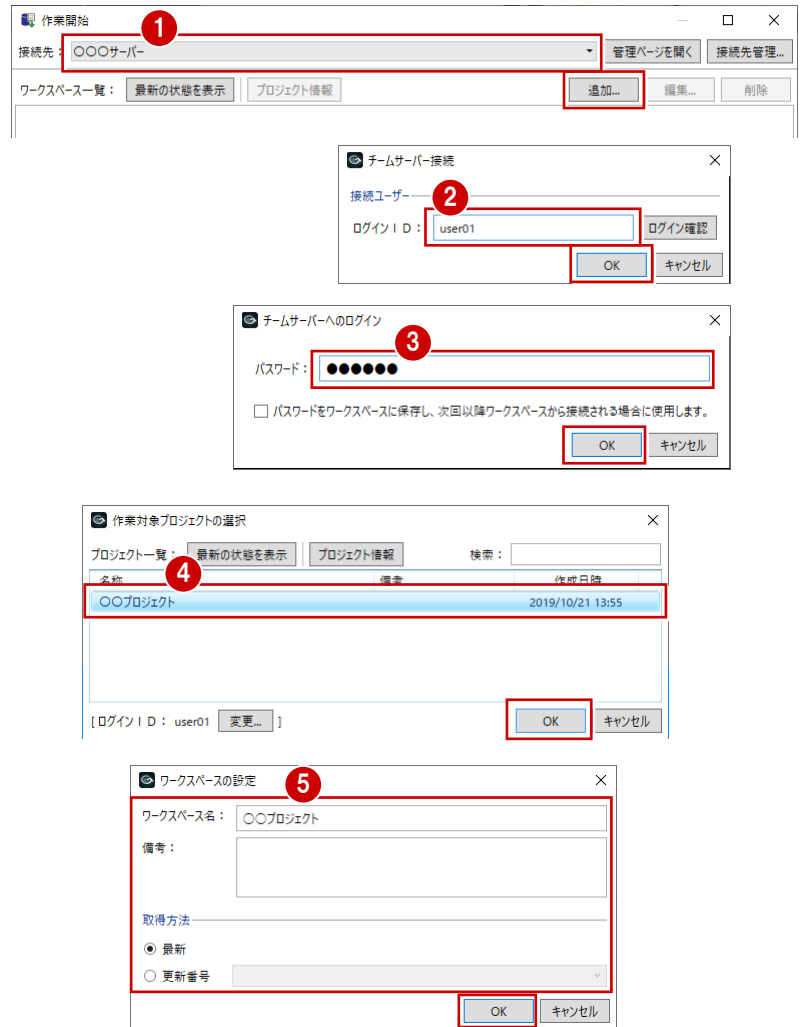 作業開始
1
接続先： 〇〇〇サーバー 管理ページを開く 接続先管理...
ワークスペース一覧： 最新の状態を表示 プロジェクト情報 追加... 編集... 削除
チームサーバー接続
接続ユーザー
2
ログインＩＤ： user01 ログイン確認
OK キャンセル
チームサーバーへのログイン
3
パスワード： ●●●●●●
パスワードをワークスペースに保存し、次回以降ワークスペースから接続される場合に使用します。
OK キャンセル
作業対象プロジェクトの選択
プロジェクト一覧： 最新の状態を表示 プロジェクト情報 検索：
4
名称 備考 作成日時
〇〇プロジェクト 2019/10/21 13:55
[ログインＩＤ： user01 変更... ] OK キャンセル
ワークスペースの設定
5
ワークスペース名： 〇〇プロジェクト
備考：
取得方法
最新
更新番号
OK キャンセル